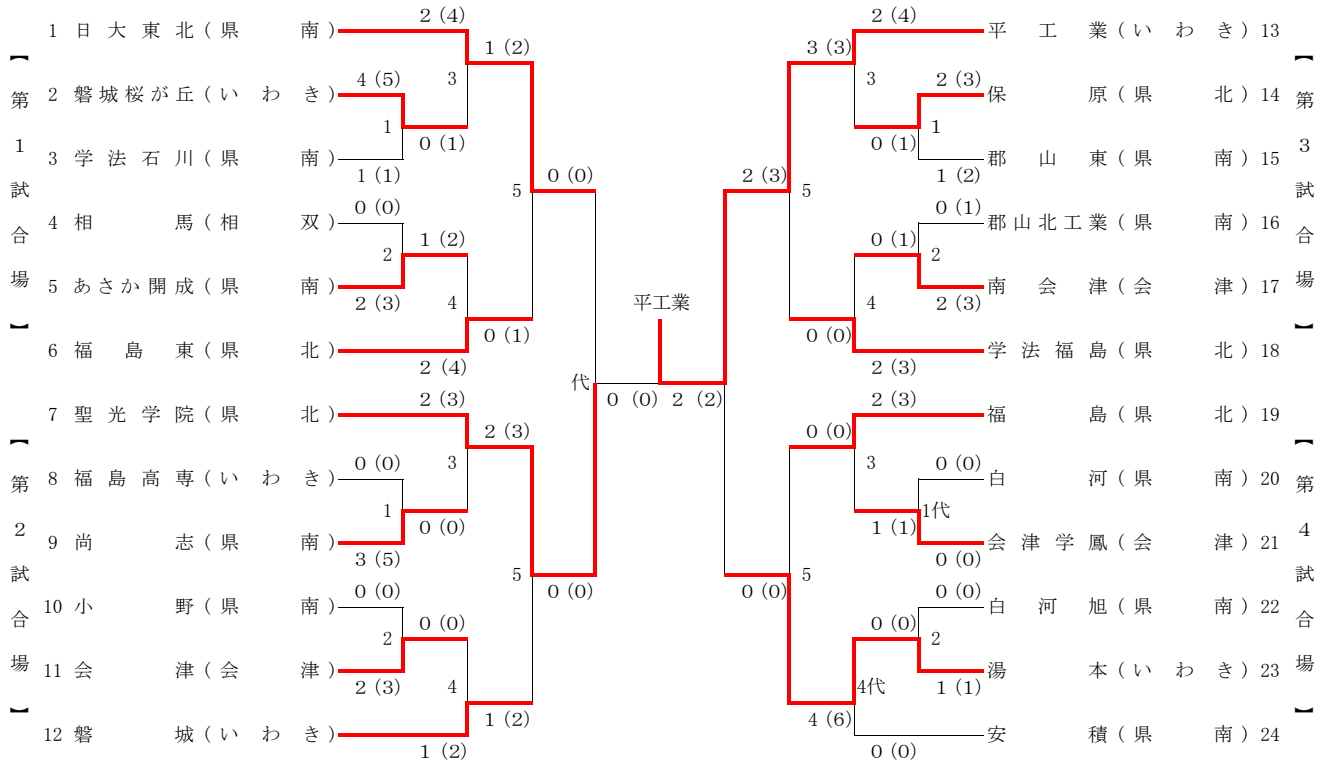 2 (4) 2 (4)
1 日大東北(県南) 平工業(いわき) 13
1 (2) 3 (3)
4 (5) 3 3 2 (3)
2 磐城桜が丘(いわき) 保原(県北) 14
1 0 (1) 0 (1) 1
3 学法石川(県南) 郡山東(県南) 15
1 (1) 0 (0) 2 (3) 1 (2)
5 5
0 (0) 0 (1)
4 相馬(相双) 郡山北工業(県南) 16
1 (2) 0 (1)
2 2
5 あさか開成(県南) 南会津(会津) 17
2 (3) 4 平工業 4 2 (3)
0 (1) 0 (0)
6 福島東(県北) 学法福島(県北) 18
2 (4) 2 (3)
代 0 (0) 2 (2)
2 (3) 2 (3)
7 聖光学院(県北) 福島(県北) 19
2 (3) 0 (0)
0 (0) 3 3 0 (0)
8 福島高専(いわき) 白河(県南) 20
1 0 (0) 1 (1) 1代
9 尚志(県南) 会津学鳳(会津) 21
3 (5) 0 (0)
5 0 (0) 0 (0) 5
0 (0) 0 (0)
10 小野(県南) 白河旭(県南) 22
0 (0) 0 (0)
2 2
11 会津(会津) 湯本(いわき) 23
2 (3) 4 4代 1 (1)
1 (2) 4 (6)
12 磐城(いわき) 安積(県南) 24
1 (2) 0 (0)
【第1試合場】
【第2試合場】
【第3試合場】
【第4試合場】